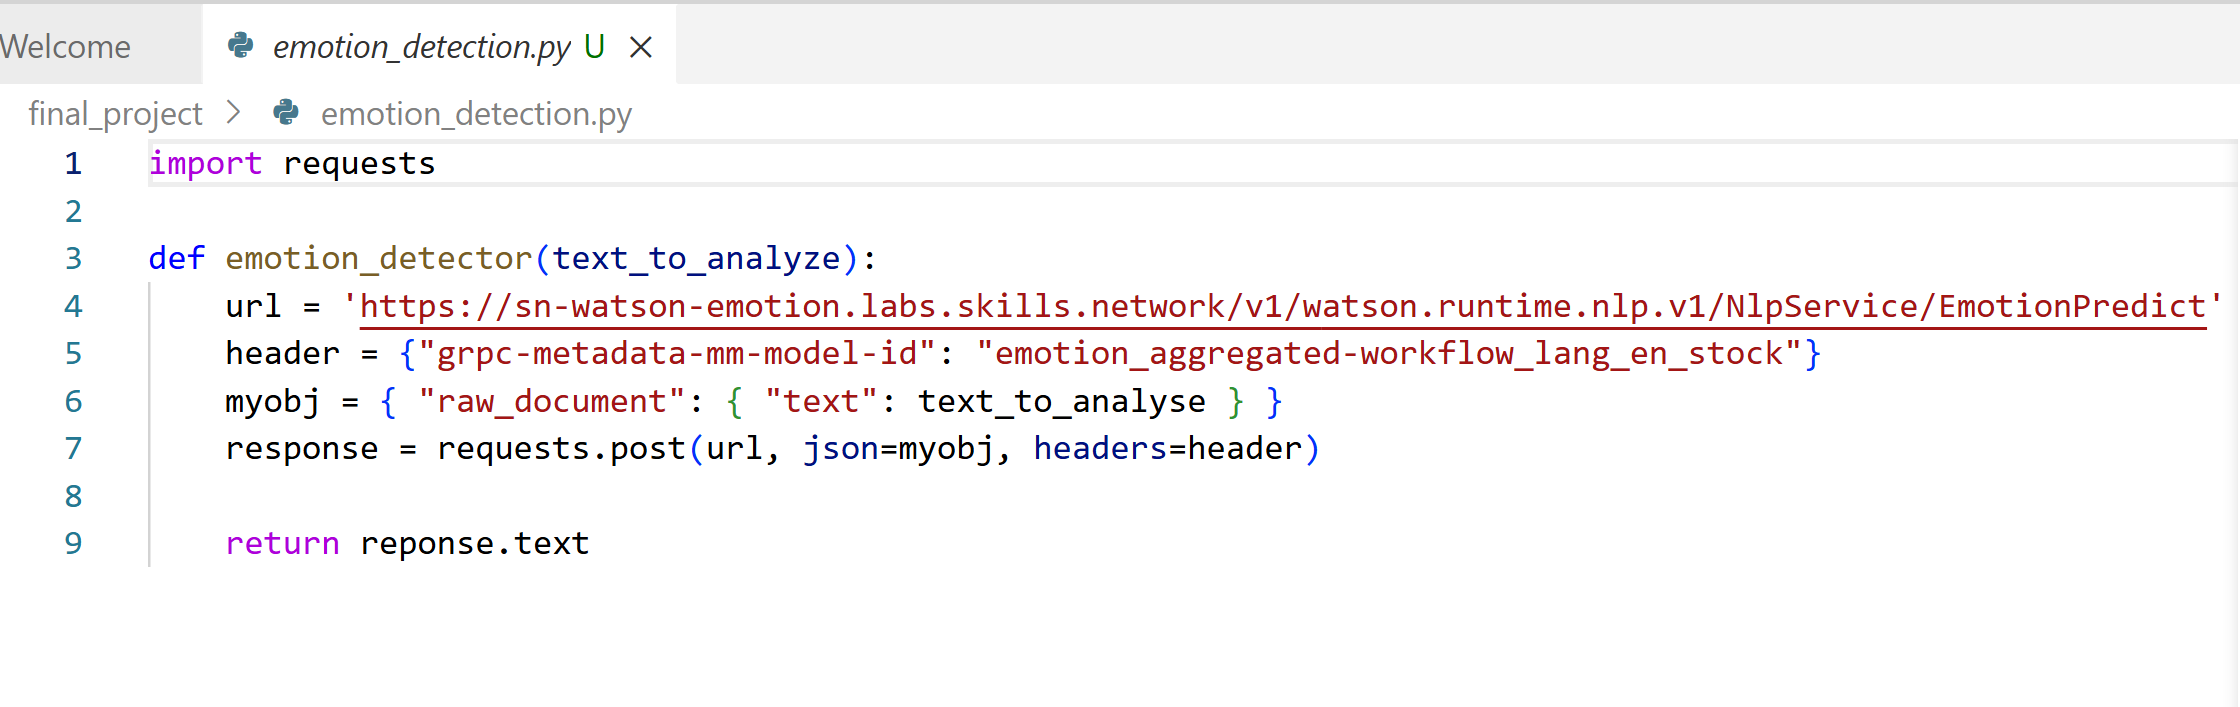 Welcome
emotion_detection.py U
final_project > emotion_detection.py
1 import requests
2
3 def emotion_detector(text_to_analyze):
4     url = 'https://sn-watson-emotion.labs.skills.network/v1/watson.runtime.nlp.v1/NlpService/EmotionPredict'
5     header = {"grpc-metadata-mm-model-id": "emotion_aggregated-workflow_lang_en_stock"}
6     myobj = { "raw_document": { "text": text_to_analyse } }
7     response = requests.post(url, json=myobj, headers=header)
8
9     return reponse.text